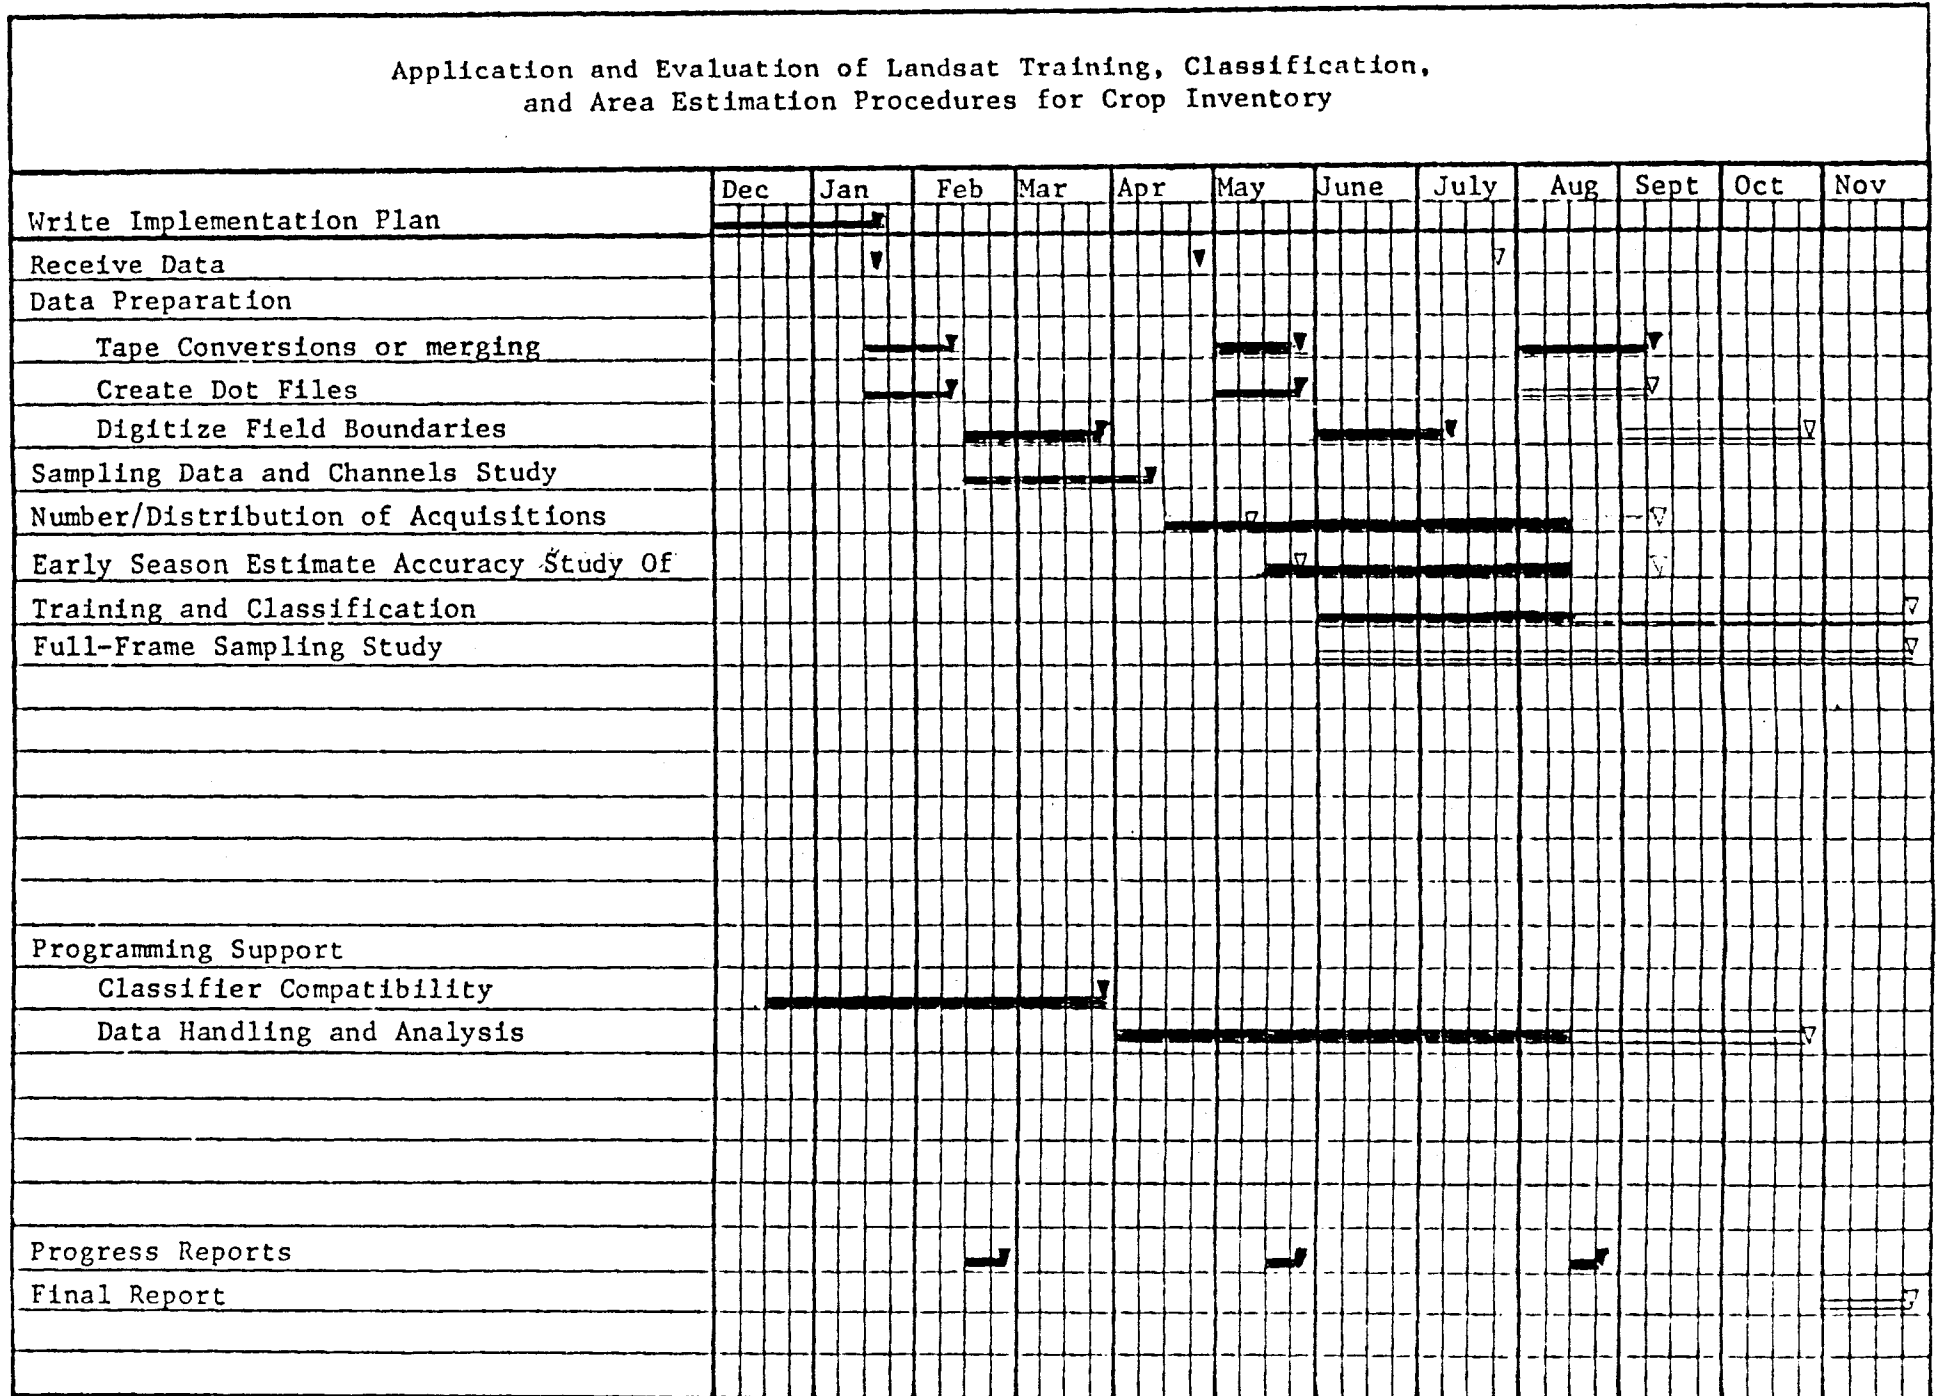 Application and Evaluation of Landsat Training, Classification,
and Area Estimation Procedures for Crop Inventory
Dec Jan Feb Mar Apr May June July Aug Sept Oct Nov
Write Implementation Plan
Receive Data
Data Preparation
Tape Conversions or merging
Create Dot Files
Digitize Field Boundaries
Sampling Data and Channels Study
Number/Distribution of Acquisitions
Early Season Estimate Accuracy Study Of
Training and Classification
Full-Frame Sampling Study
Programming Support
Classifier Compatibility
Data Handling and Analysis
Progress Reports
Final Report